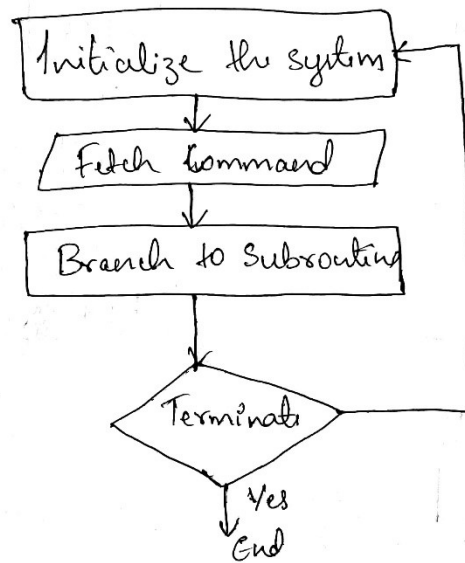 Initialize the system
Fetch Command
Branch to Subroutine
Terminate
Yes
End